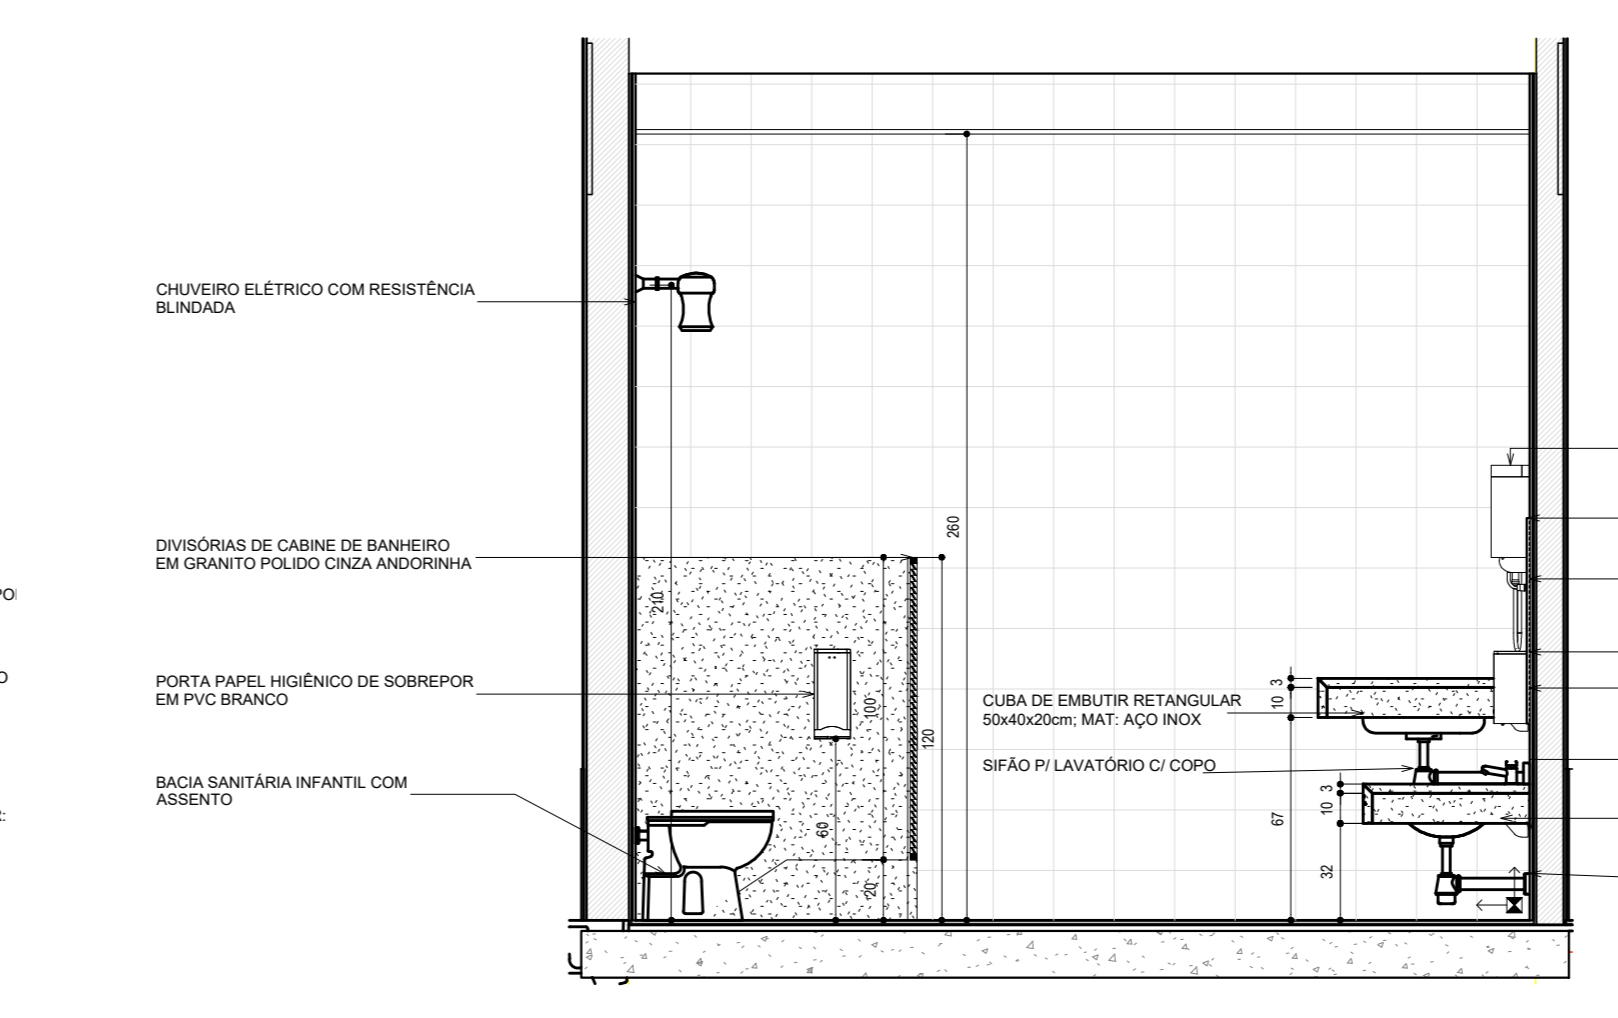 CHUVEIRO ELÉTRICO COM RESISTÊNCIA
BLINDADA
DIVISÓRIAS DE CABINE DE BANHEIRO
EM GRANITO POLIDO CINZA ANDORINHA
PORTA PAPEL HIGIÊNICO DE SOBREPOR
EM PVC BRANCO
BACIA SANITÁRIA INFANTIL COM
ASSENTO
210
60
100
20
120
260
CUBA DE EMBUTIR RETANGULAR
50x40x20cm; MAT: AÇO INOX
SIFÃO P/ LAVATÓRIO C/ COPO
3
10
67
3
10
32